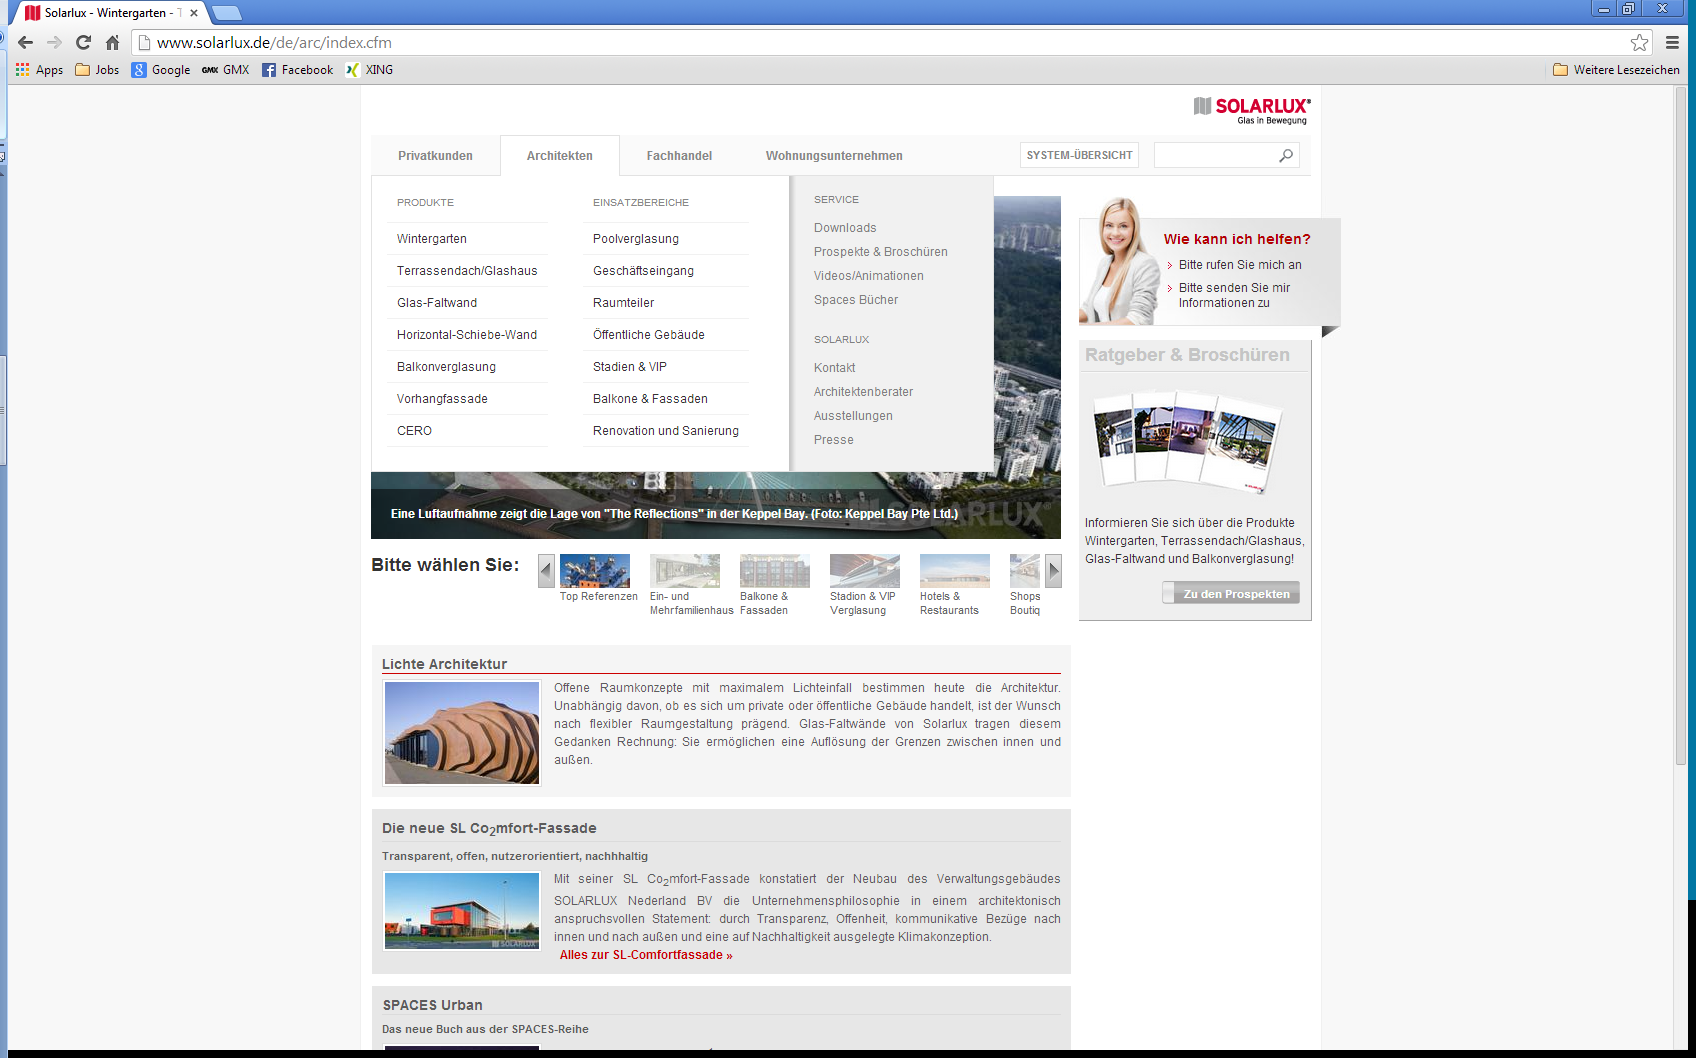 Solarlux - Wintergarten - T
www.solarlux.de/de/arc/index.cfm
Apps Jobs Google GMX Facebook XING Weitere Lesezeichen
SOLARLUX®
Glas in Bewegung
Privatkunden Architekten Fachhandel Wohnungsunternehmen SYSTEM-ÜBERSICHT
PRODUKTE
Wintergarten
Terrassendach/Glashaus
Glas-Faltwand
Horizontal-Schiebe-Wand
Balkonverglasung
Vorhangfassade
CERO
EINSATZBEREICHE
Poolverglasung
Geschäftseingang
Raumteiler
Öffentliche Gebäude
Stadien & VIP
Balkone & Fassaden
Renovation und Sanierung
SERVICE
Downloads
Prospekte & Broschüren
Videos/Animationen
Spaces Bücher
SOLARLUX
Kontakt
Architektenberater
Ausstellungen
Presse
Eine Luftaufnahme zeigt die Lage von "The Reflections" in der Keppel Bay. (Foto: Keppel Bay Pte Ltd.)
SOLARLUX®
Wie kann ich helfen?
Bitte rufen Sie mich an
Bitte senden Sie mir
Informationen zu
Ratgeber & Broschüren
Informieren Sie sich über die Produkte
Wintergarten, Terrassendach/Glashaus,
Glas-Faltwand und Balkonverglasung!
Zu den Prospekten
Bitte wählen Sie:
Top Referenzen
Ein- und
Mehrfamilienhaus
Balkone &
Fassaden
Stadion & VIP
Verglasung
Hotels &
Restaurants
Shops
Boutiq
Lichte Architektur
Offene Raumkonzepte mit maximalem Lichteinfall bestimmen heute die Architektur.
Unabhängig davon, ob es sich um private oder öffentliche Gebäude handelt, ist der Wunsch
nach flexibler Raumgestaltung prägend. Glas-Faltwände von Solarlux tragen diesem
Gedanken Rechnung: Sie ermöglichen eine Auflösung der Grenzen zwischen innen und
außen.
Die neue SL Co2mfort-Fassade
Transparent, offen, nutzerorientiert, nachhhaltig
SOLARLUX
Mit seiner SL Co2mfort-Fassade konstatiert der Neubau des Verwaltungsgebäudes
SOLARLUX Nederland BV die Unternehmensphilosophie in einem architektonisch
anspruchsvollen Statement: durch Transparenz, Offenheit, kommunikative Bezüge nach
innen und nach außen und eine auf Nachhaltigkeit ausgelegte Klimakonzeption.
Alles zur SL-Comfortfassade »
SPACES Urban
Das neue Buch aus der SPACES-Reihe